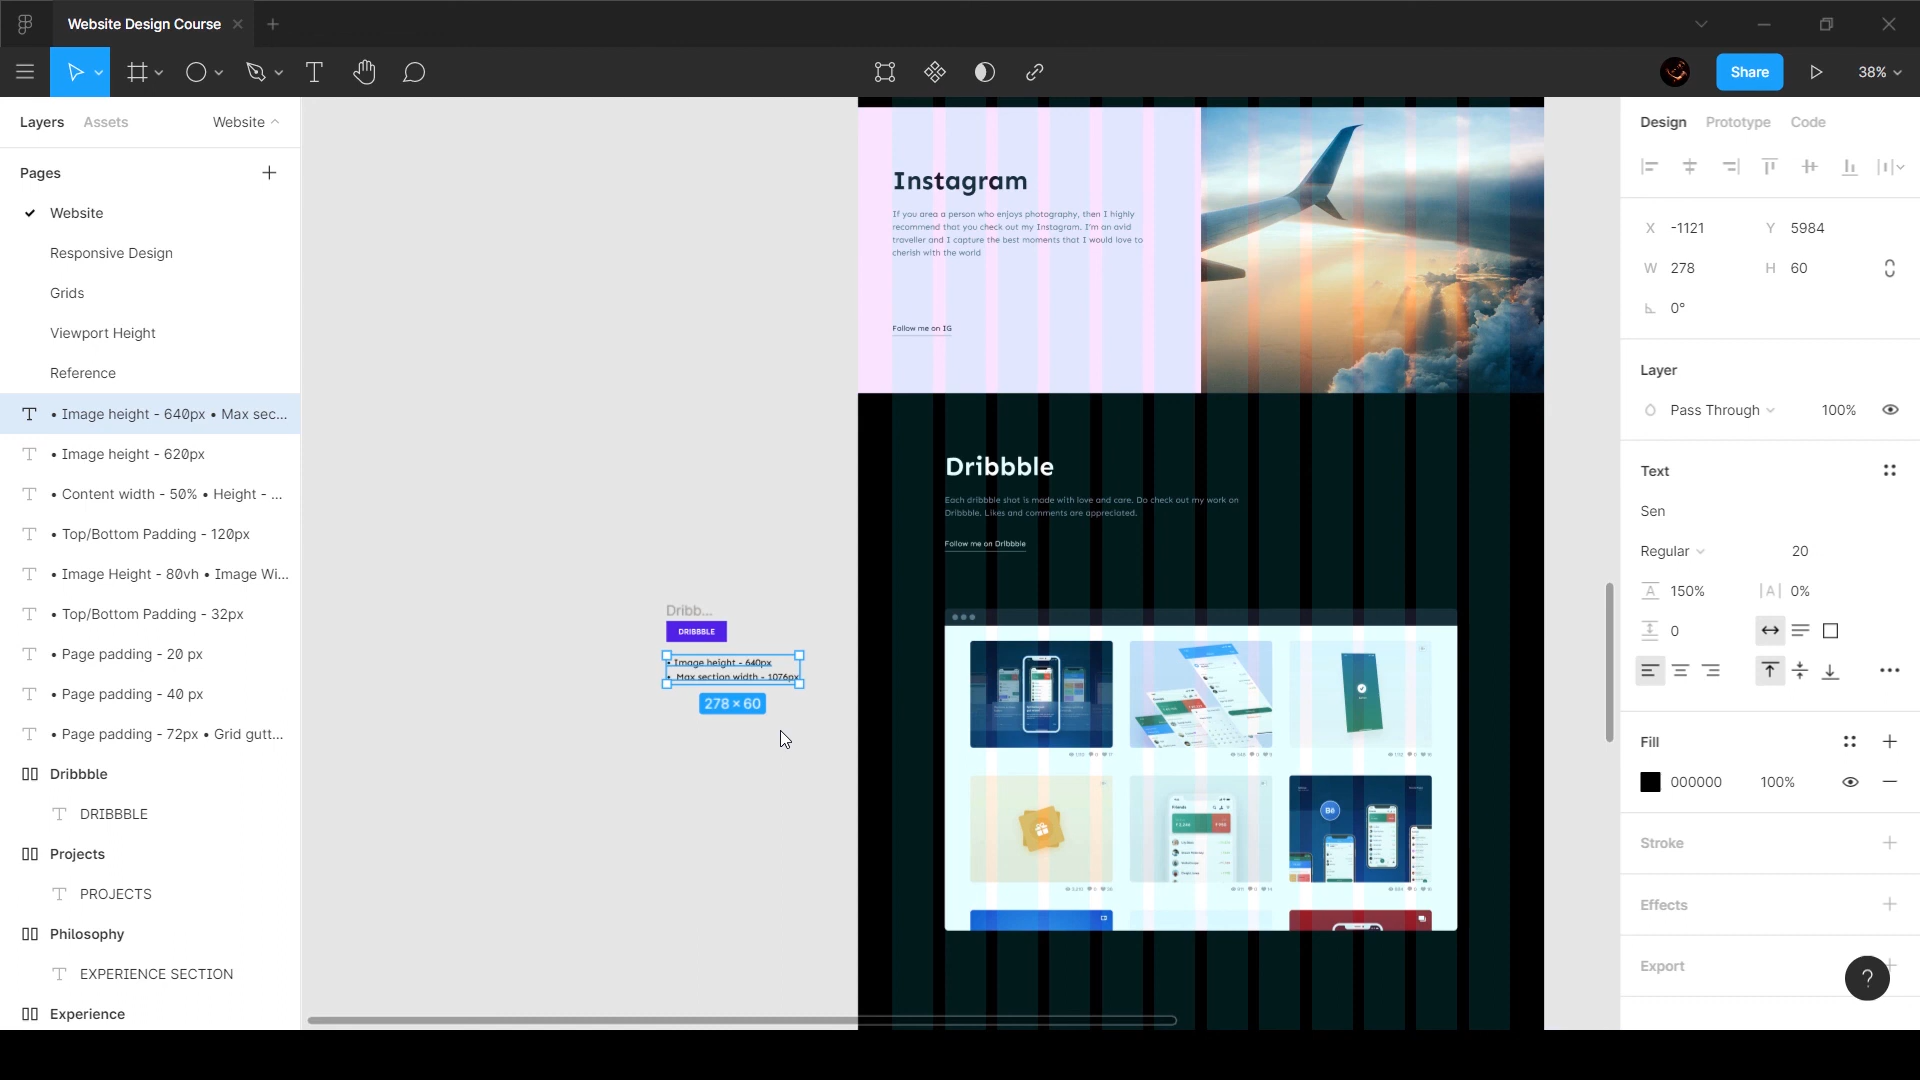 Website Design Course
Share
38%
Layers
Assets
Website
Pages
Website
Responsive Design
Grids
Viewport Height
Reference
• Image height - 640px • Max sec...
• Image height - 620px
• Content width - 50% • Height - ...
• Top/Bottom Padding - 120px
• Image Height - 80vh • Image Wi...
• Top/Bottom Padding - 32px
• Page padding - 20 px
• Page padding - 40 px
• Page padding - 72px • Grid gutt...
Dribbble
DRIBBBLE
Projects
PROJECTS
Philosophy
EXPERIENCE SECTION
Experience
Dribb...
DRIBBBLE
• Image height - 640px
• Max section width - 1076px
278 × 60
Instagram
If you area a person who enjoys photography, then I highly
recommend that you check out my Instagram. I'm an avid
traveller and I capture the best moments that I would love to
cherish with the world
Follow me on IG
Dribbble
Each dribbble shot is made with love and care. Do check out my work on
Dribbble. Likes and comments are appreciated.
Follow me on Dribbble
Friends
Bē
Design
Prototype
Code
X -1121 Y 5984
W 278 H 60
0°
Layer
Pass Through 100%
Text
Sen
Regular 20
150% |A| 0%
0
Fill
000000 100%
Stroke
Effects
Export
?